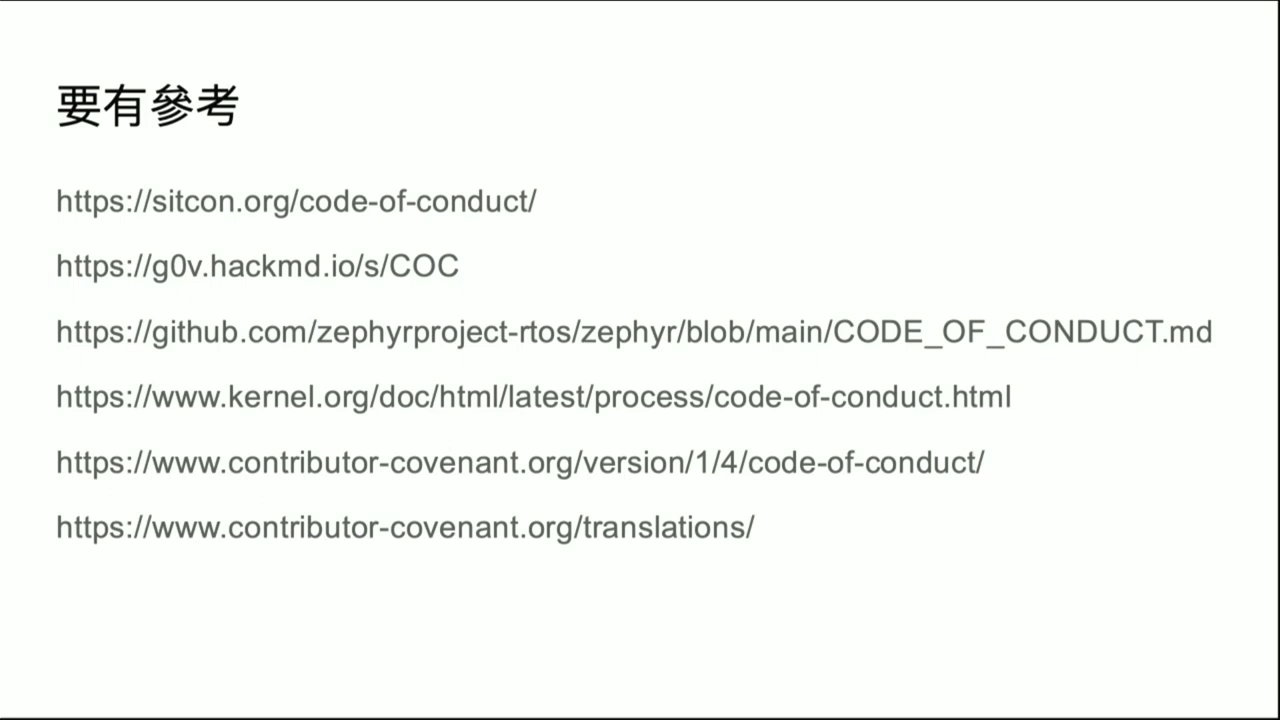 要有參考
https://sitcon.org/code-of-conduct/
https://g0v.hackmd.io/s/COC
https://github.com/zephyrproject-rtos/zephyr/blob/main/CODE_OF_CONDUCT.md
https://www.kernel.org/doc/html/latest/process/code-of-conduct.html
https://www.contributor-covenant.org/version/1/4/code-of-conduct/
https://www.contributor-covenant.org/translations/